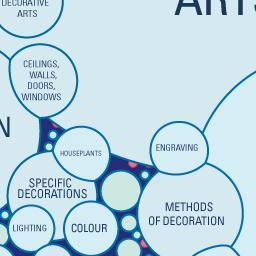 DECORATIVE
ARTS
ARTS
CEILINGS,
WALLS,
DOORS,
WINDOWS
N
HOUSEPLANTS
ENGRAVING
SPECIFIC
DECORATIONS
METHODS
OF DECORATION
LIGHTING
COLOUR